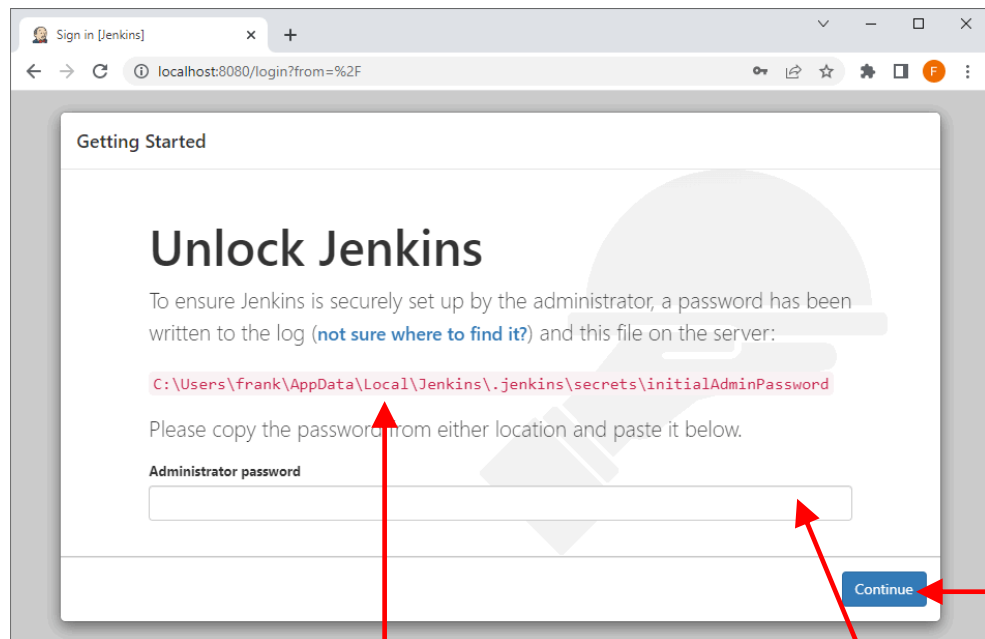 Sign in [Jenkins]
localhost:8080/login?from=%2F
F
Getting Started
Unlock Jenkins
To ensure Jenkins is securely set up by the administrator, a password has been
written to the log (not sure where to find it?) and this file on the server:
C:\Users\frank\AppData\Local\Jenkins\.jenkins\secrets\initialAdminPassword
Please copy the password from either location and paste it below.
Administrator password
Continue